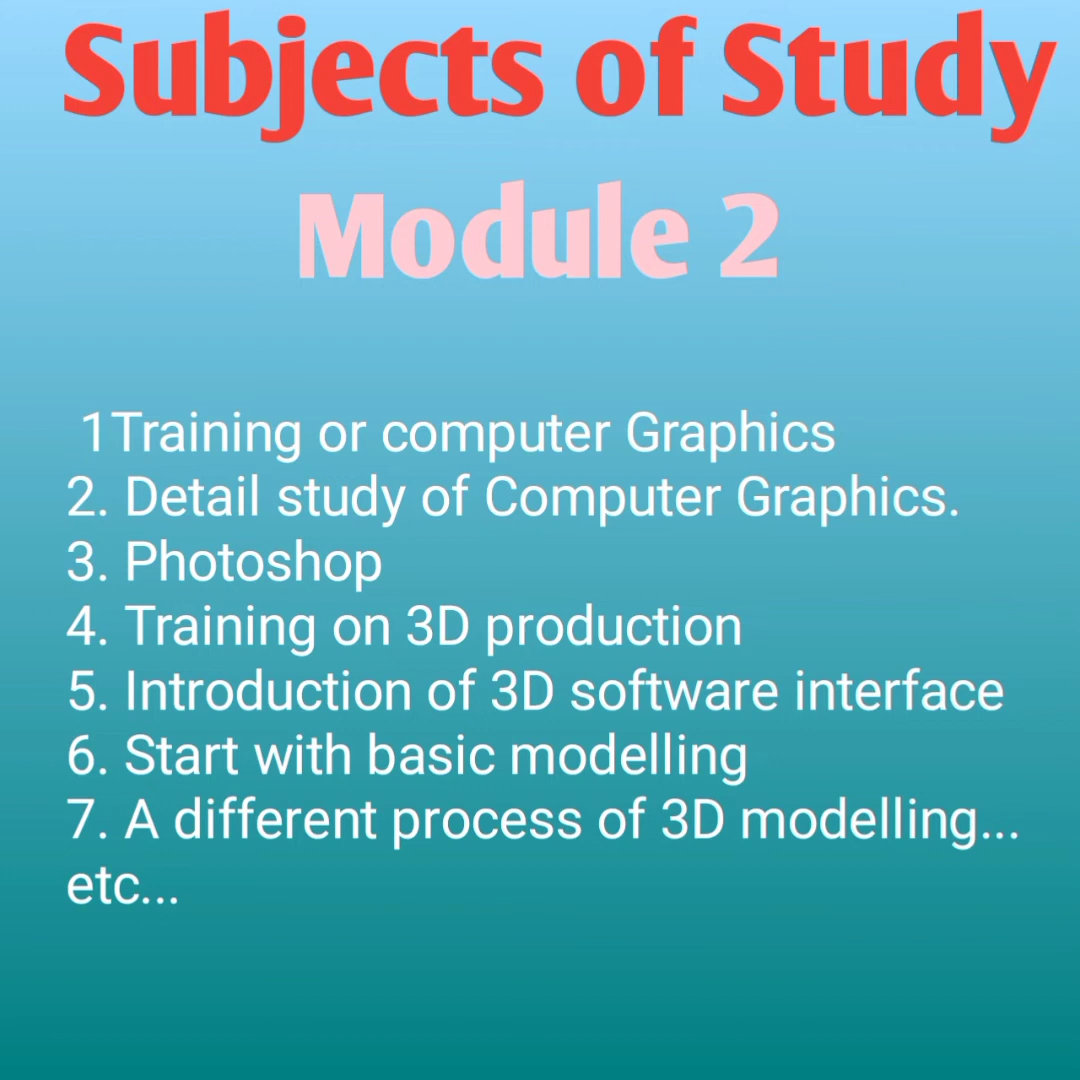 Subjects of Study
Module 2
1Training or computer Graphics
2. Detail study of Computer Graphics.
3. Photoshop
4. Training on 3D production
5. Introduction of 3D software interface
6. Start with basic modelling
7. A different process of 3D modelling...
etc...